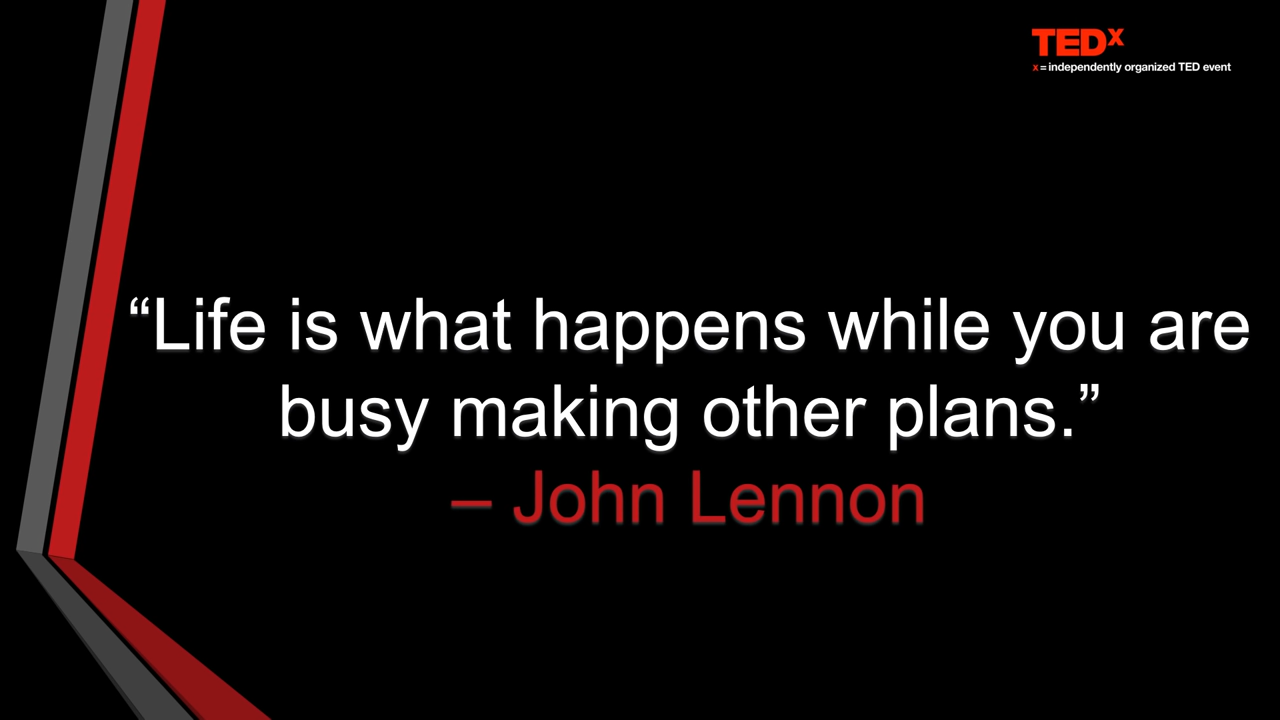 TEDx
x = independently organized TED event
“Life is what happens while you are
busy making other plans.”
– John Lennon